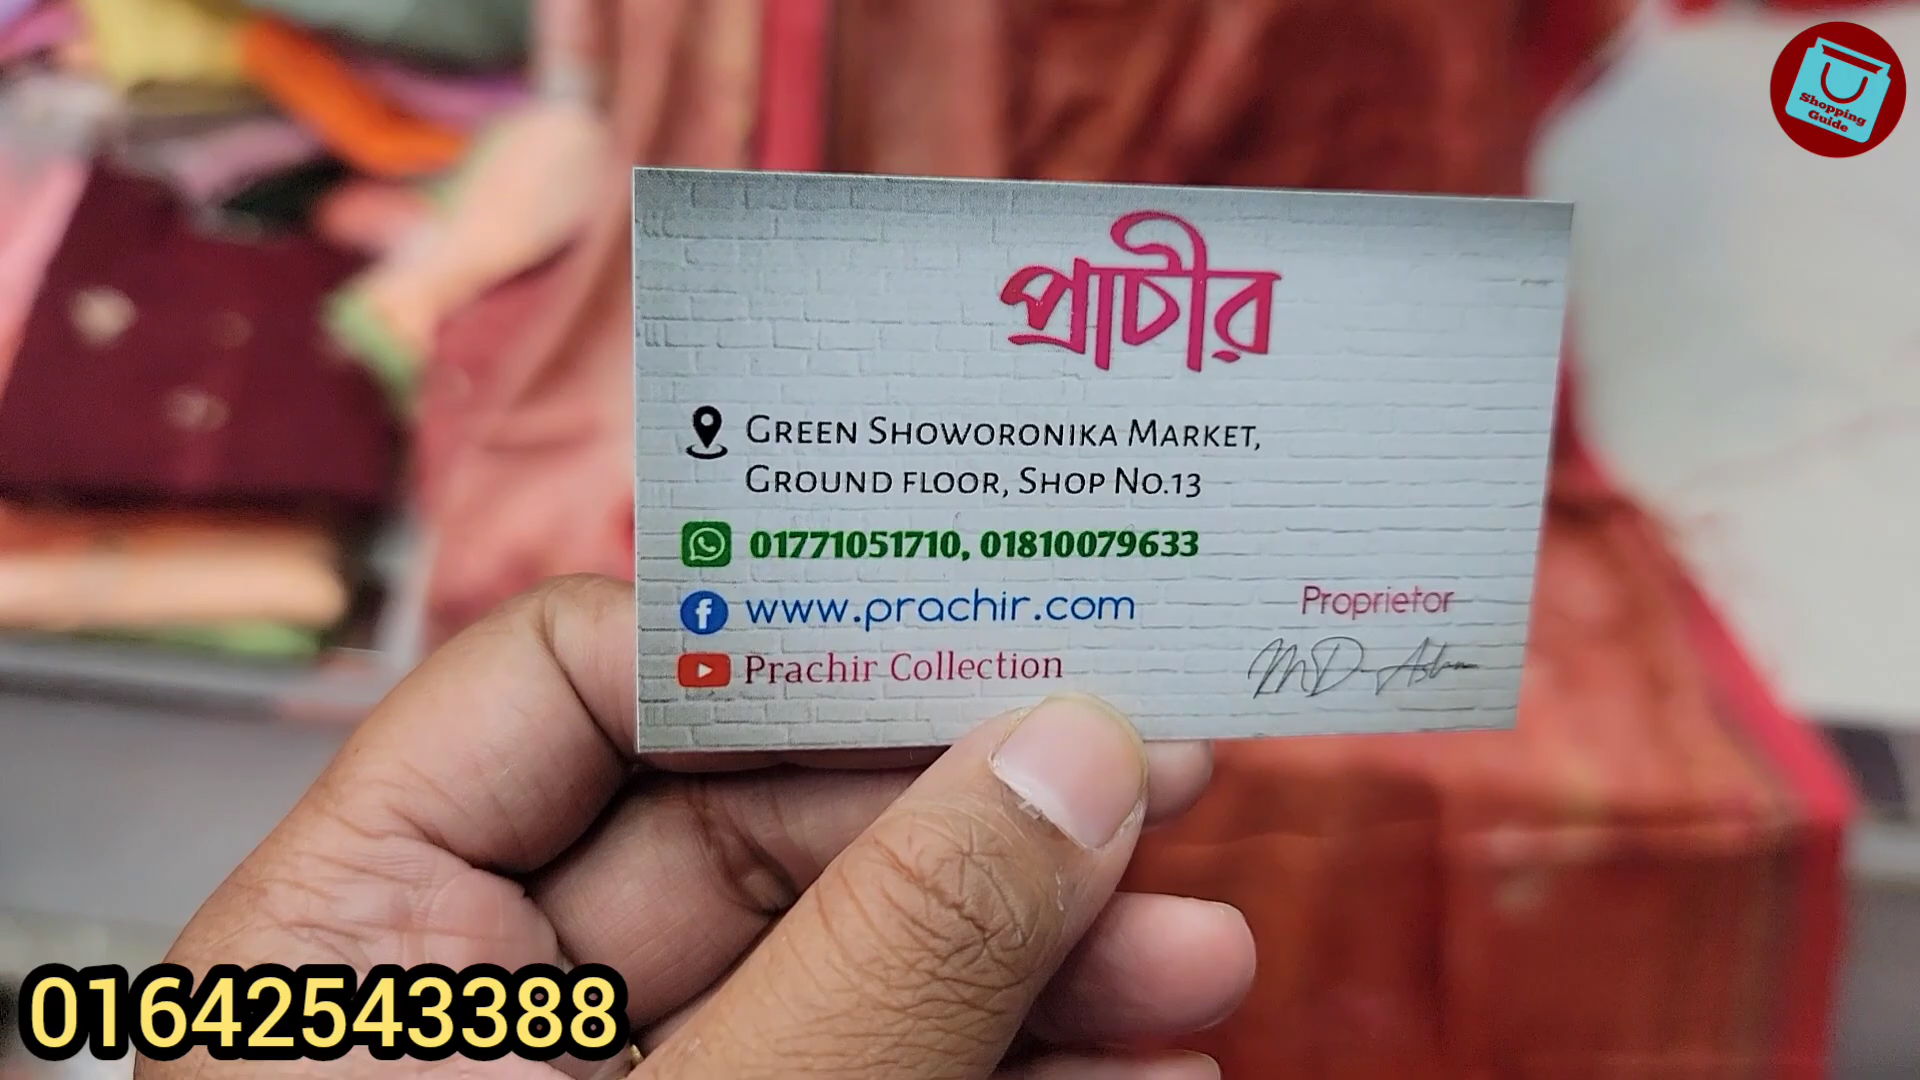 Shopping
Guide
প্রাচীর
GREEN SHOWORONIKA MARKET,
GROUND FLOOR, SHOP NO.13
01771051710, 01810079633
www.prachir.com
Prachir Collection
Proprietor
MD
01642543388